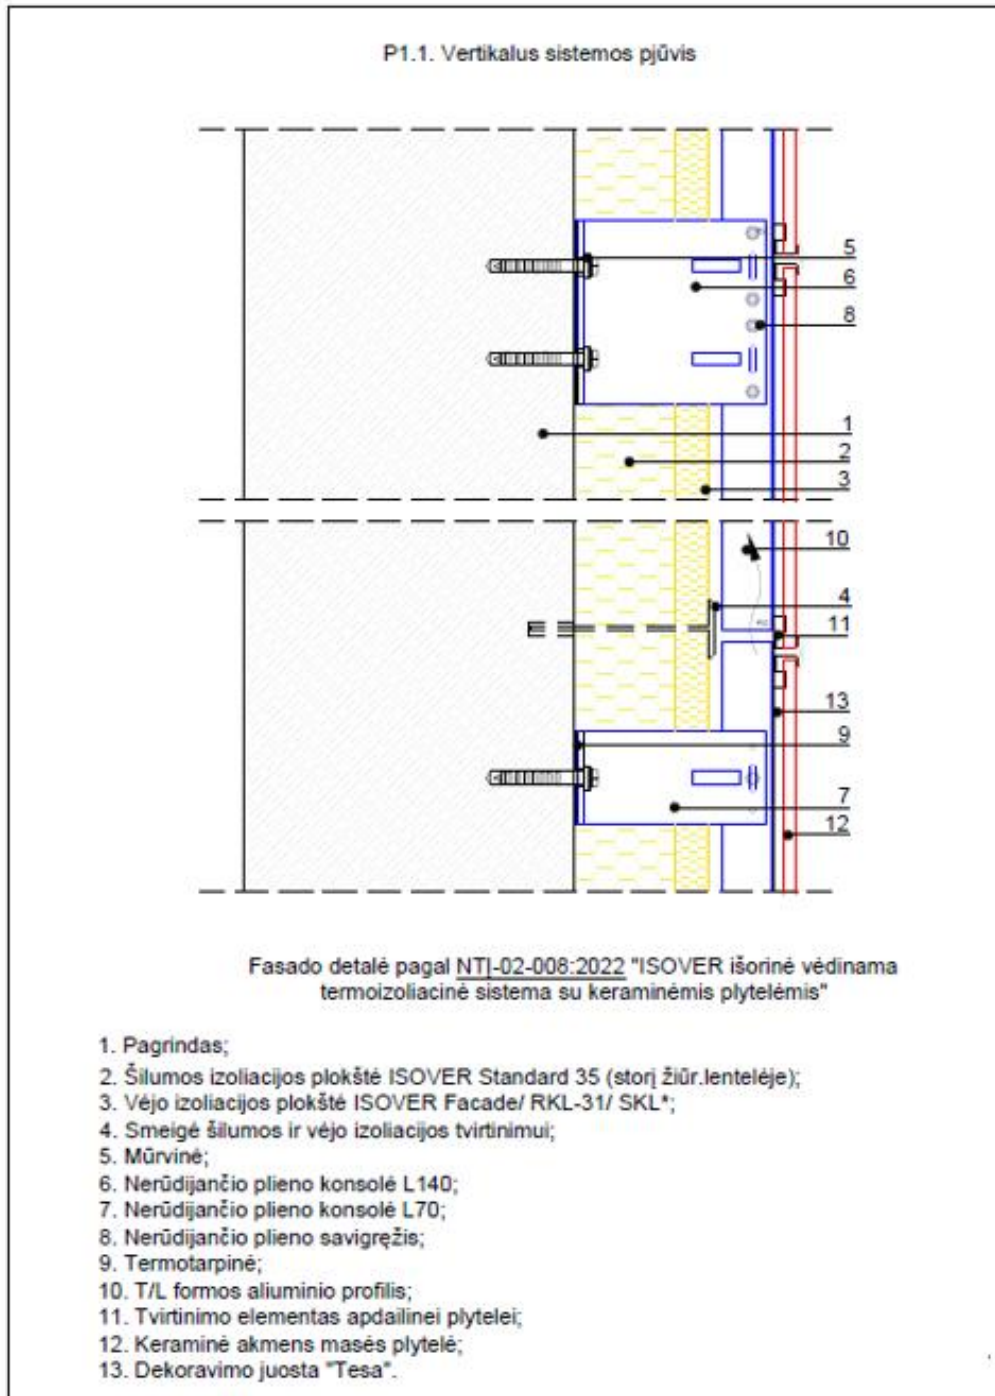 P1.1. Vertikalus sistemos pjūvis
5
6
8
1
2
3
10
4
11
13
9
7
12
Fasado detalė pagal NTĮ-02-008:2022 "ISOVER išorinė vėdinama
termoizoliacinė sistema su keraminėmis plytelėmis"
1. Pagrindas;
2. Šilumos izoliacijos plokštė ISOVER Standard 35 (storį žiūr.lentelėje);
3. Vėjo izoliacijos plokštė ISOVER Facade/ RKL-31/ SKL*;
4. Smeigė šilumos ir vėjo izoliacijos tvirtinimui;
5. Mūrvinė;
6. Nerūdijančio plieno konsolė L140;
7. Nerūdijančio plieno konsolė L70;
8. Nerūdijančio plieno savigręžis;
9. Termotarpinė;
10. T/L formos aliuminio profilis;
11. Tvirtinimo elementas apdailinei plytelei;
12. Keraminė akmens masės plytelė;
13. Dekoravimo juosta "Tesa".